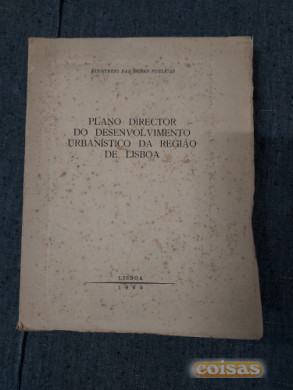 MINISTÉRIO DAS OBRAS PÚBLICAS
PLANO DIRECTOR
DO DESENVOLVIMENTO
URBANÍSTICO DA REGIÃO
DE LISBOA
LISBOA
coisas